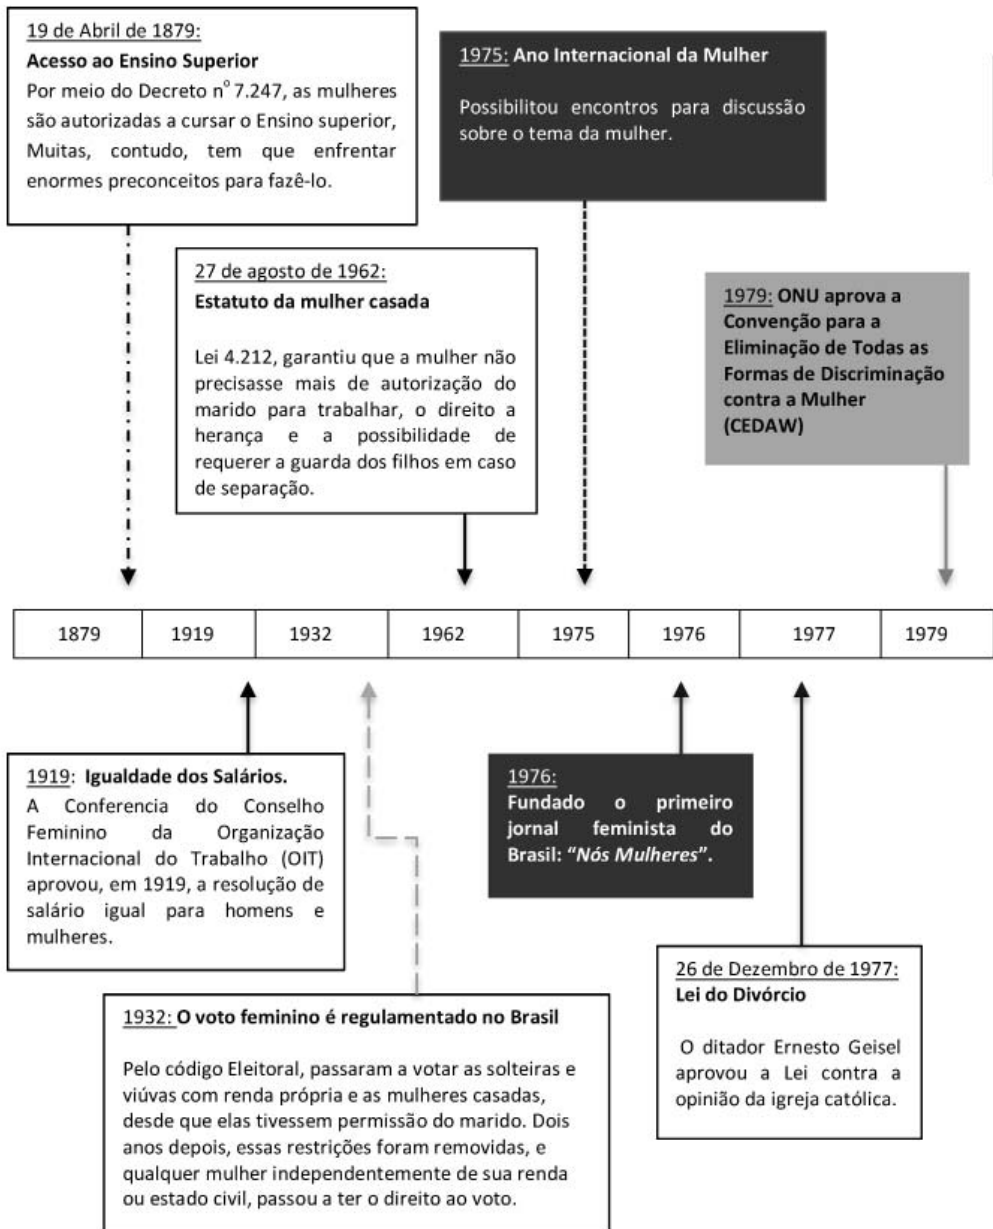 19 de Abril de 1879:
Acesso ao Ensino Superior
Por meio do Decreto nº 7.247, as mulheres
são autorizadas a cursar o Ensino superior,
Muitas, contudo, tem que enfrentar
enormes preconceitos para fazê-lo.
1975: Ano Internacional da Mulher
Possibilitou encontros para discussão
sobre o tema da mulher.
27 de agosto de 1962:
Estatuto da mulher casada
Lei 4.212, garantiu que a mulher não
precisasse mais de autorização do
marido para trabalhar, o direito a
herança e a possibilidade de
requerer a guarda dos filhos em caso
de separação.
1979: ONU aprova a
Convenção para a
Eliminação de Todas as
Formas de Discriminação
contra a Mulher
(CEDAW)
1879 1919 1932 1962 1975 1976 1977 1979
1919: Igualdade dos Salários.
A Conferencia do Conselho
Feminino da Organização
Internacional do Trabalho (OIT)
aprovou, em 1919, a resolução de
salário igual para homens e
mulheres.
1976:
Fundado o primeiro
jornal feminista do
Brasil: “Nós Mulheres”.
26 de Dezembro de 1977:
Lei do Divórcio
O ditador Ernesto Geisel
aprovou a Lei contra a
opinião da igreja católica.
1932: O voto feminino é regulamentado no Brasil
Pelo código Eleitoral, passaram a votar as solteiras e
viúvas com renda própria e as mulheres casadas,
desde que elas tivessem permissão do marido. Dois
anos depois, essas restrições foram removidas, e
qualquer mulher independentemente de sua renda
ou estado civil, passou a ter o direito ao voto.